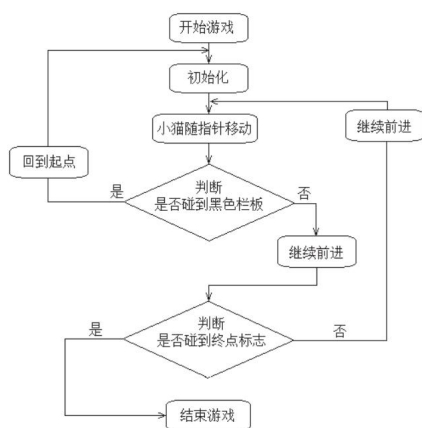 开始游戏
初始化
小猫随指针移动
继续前进
回到起点
判断
是否碰到黑色栏板
是
否
继续前进
判断
是否碰到终点标志
是
否
结束游戏